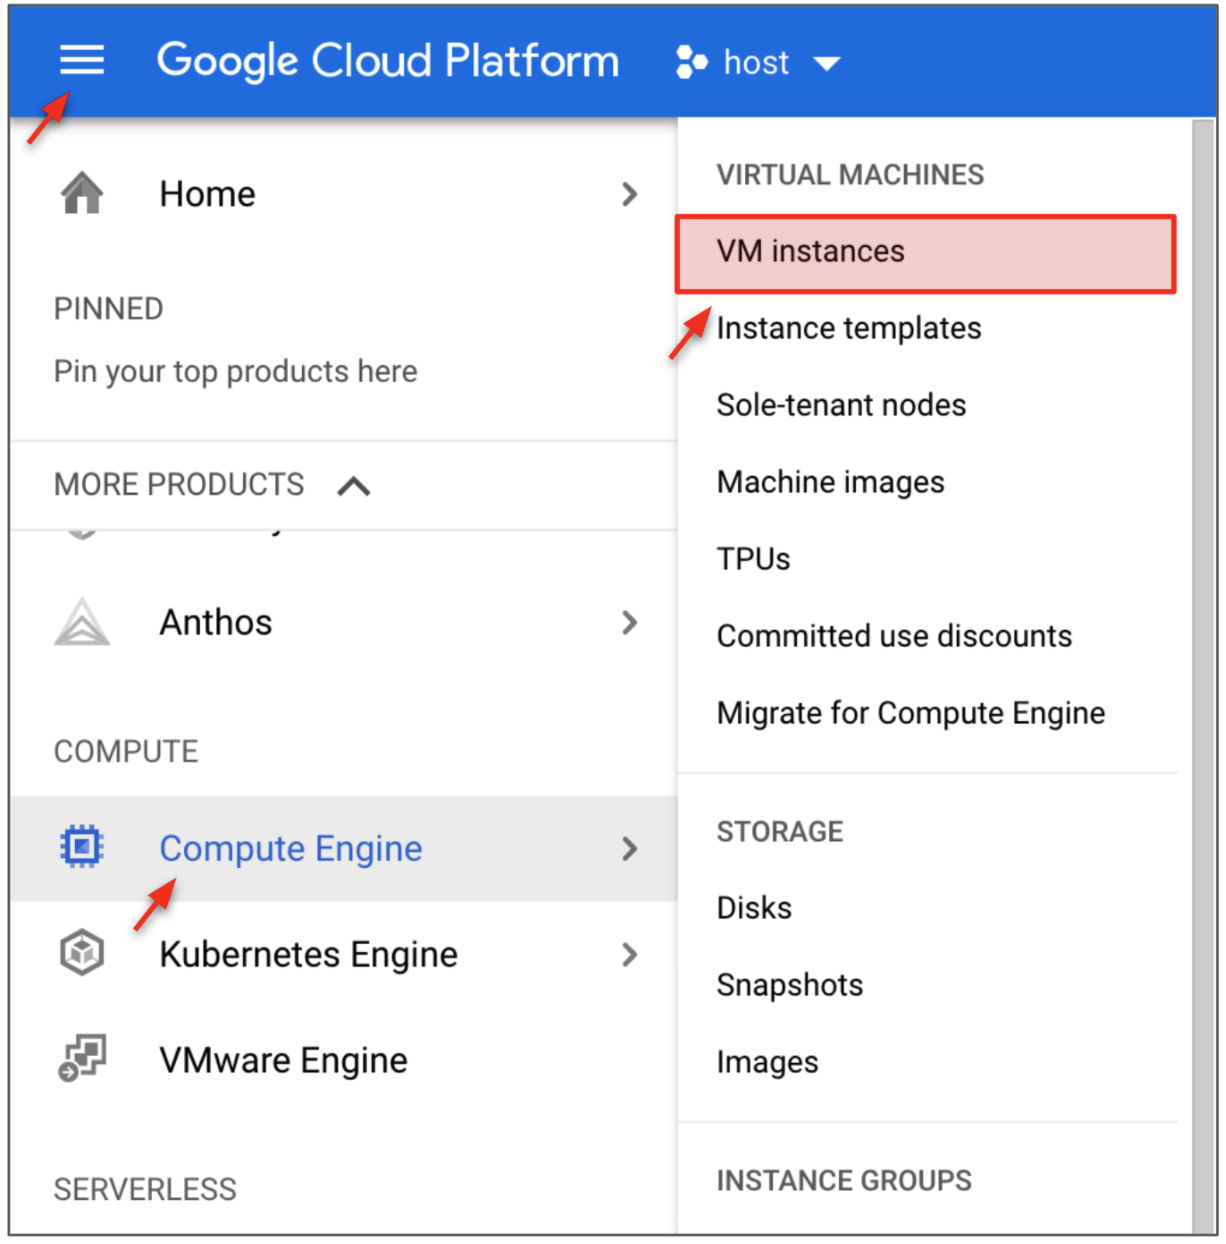 Google Cloud Platform
host
Home
PINNED
Pin your top products here
MORE PRODUCTS
Anthos
COMPUTE
Compute Engine
Kubernetes Engine
VMware Engine
SERVERLESS
VIRTUAL MACHINES
VM instances
Instance templates
Sole-tenant nodes
Machine images
TPUs
Committed use discounts
Migrate for Compute Engine
STORAGE
Disks
Snapshots
Images
INSTANCE GROUPS